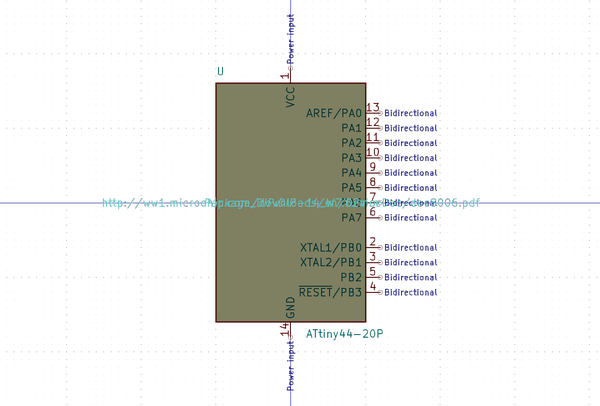 Power input
1
U
VCC
AREF/PA0 13 Bidirectional
PA1 12 Bidirectional
PA2 11 Bidirectional
PA3 10 Bidirectional
PA4 9 Bidirectional
PA5 8 Bidirectional
7 Bidirectional
PA7 6 Bidirectional
XTAL1/PB0 2 Bidirectional
XTAL2/PB1 3 Bidirectional
PB2 5 Bidirectional
RESET/PB3 4 Bidirectional
GND
14
ATtiny44-20P
Power input